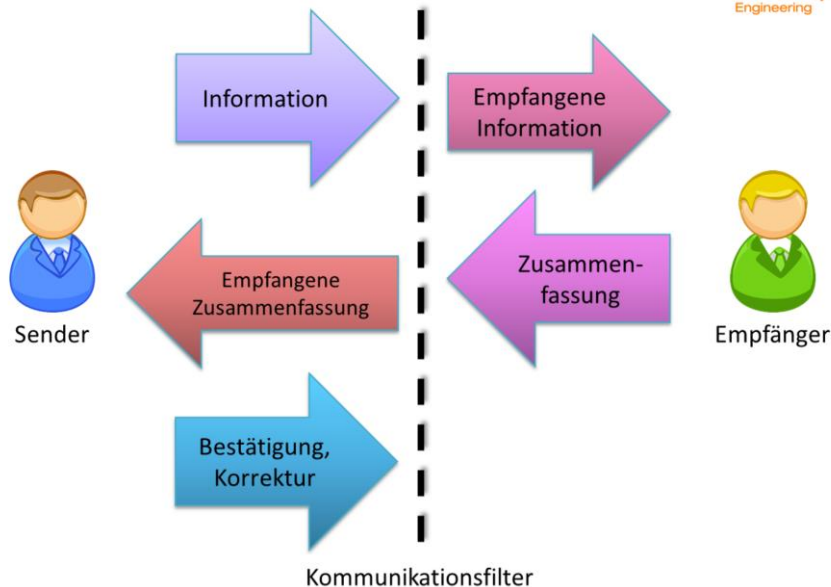 Engineering
Information
Empfangene
Information
Zusammen-
fassung
Empfangene
Zusammenfassung
Sender
Empfänger
Bestätigung,
Korrektur
Kommunikationsfilter